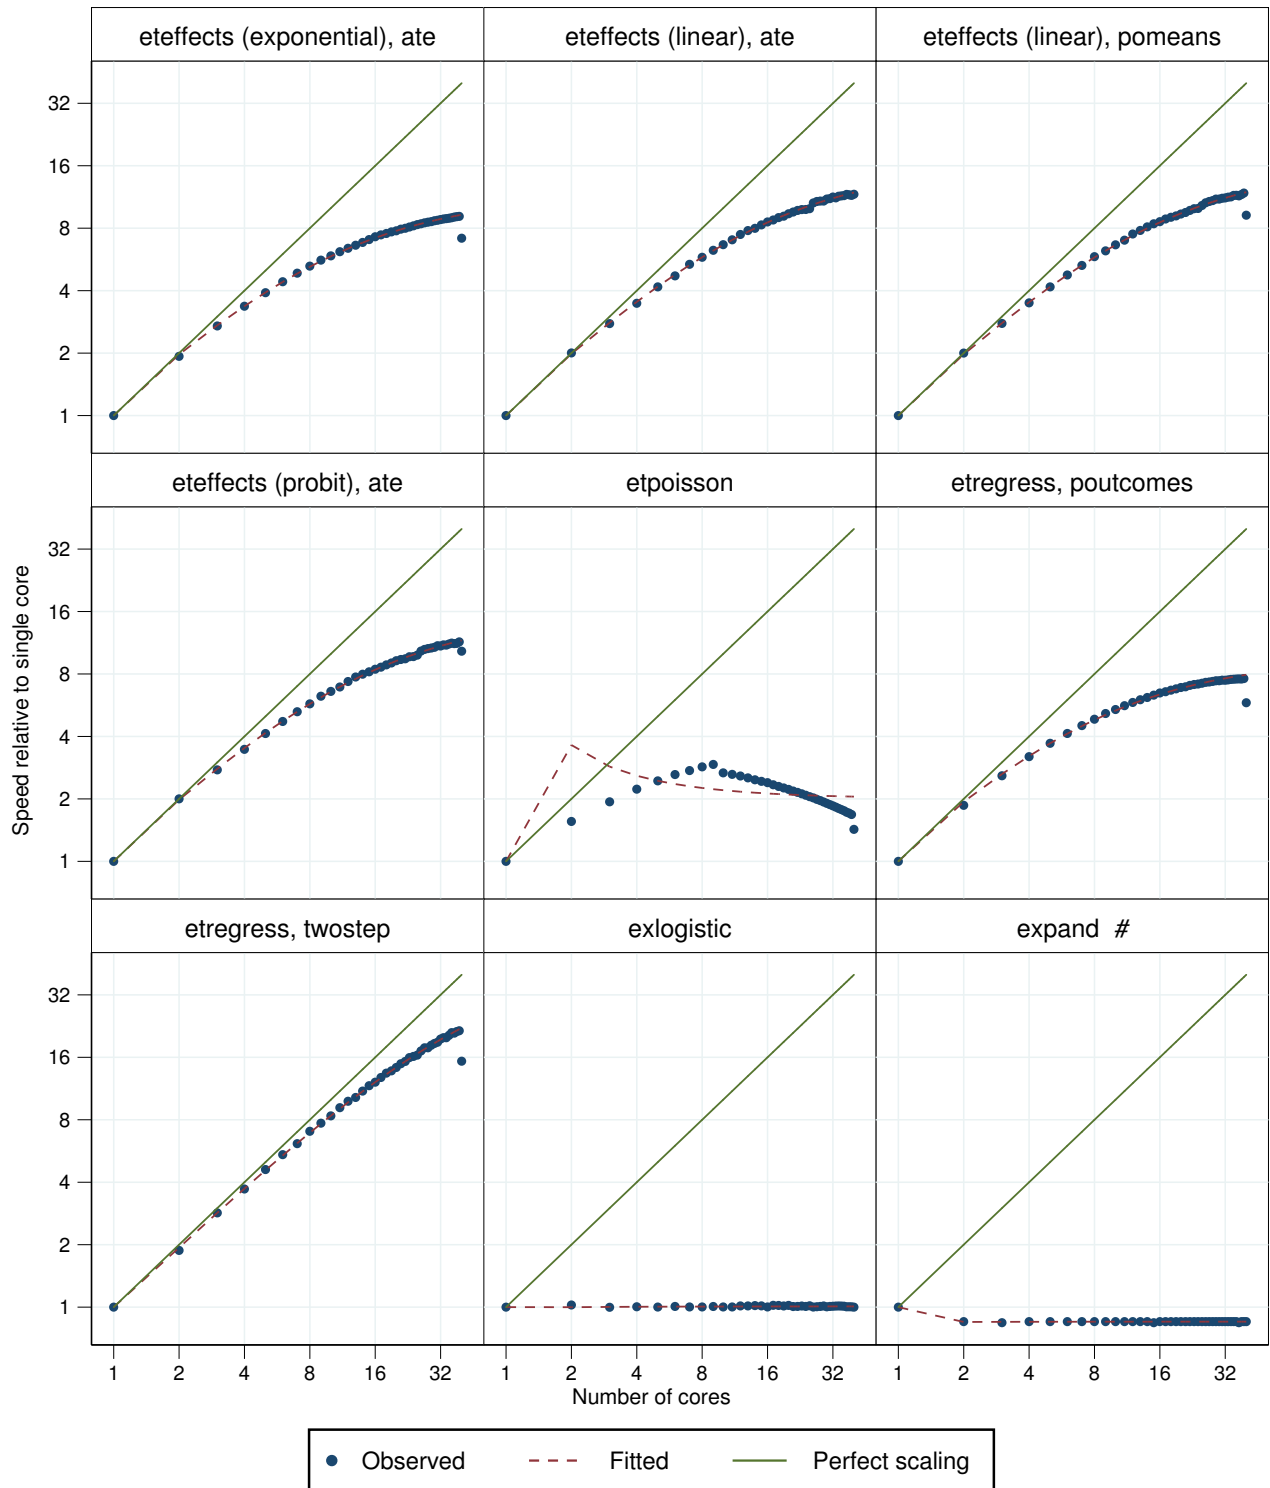 eteffects (exponential), ate
eteffects (linear), ate
eteffects (linear), pomeans
32
16
8
4
2
1
eteffects (probit), ate
etpoisson
etregress, poutcomes
32
16
8
4
2
1
Speed relative to single core
etregress, twostep
exlogistic
expand #
32
16
8
4
2
1
1 2 4 8 16 32
1 2 4 8 16 32
1 2 4 8 16 32
Number of cores
Observed
Fitted
Perfect scaling